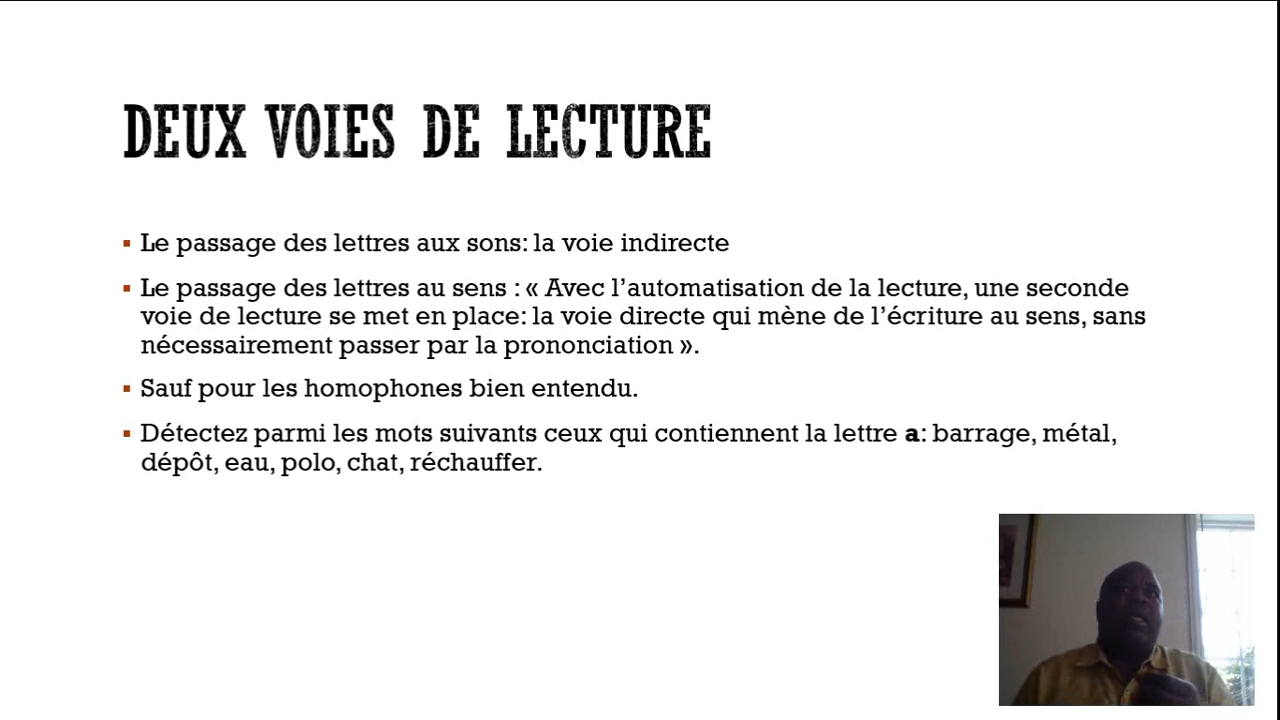 DEUX VOIES DE LECTURE
Le passage des lettres aux sons: la voie indirecte
Le passage des lettres au sens : « Avec l’automatisation de la lecture, une seconde
voie de lecture se met en place: la voie directe qui mène de l’écriture au sens, sans
nécessairement passer par la prononciation ».
Sauf pour les homophones bien entendu.
Détectez parmi les mots suivants ceux qui contiennent la lettre a: barrage, métal,
dépôt, eau, polo, chat, réchauffer.